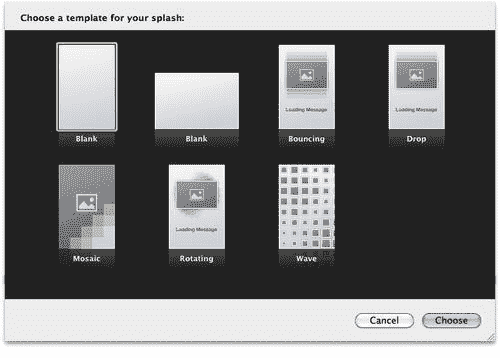 Choose a template for your splash:
Loading Message
Loading Message
Blank
Blank
Bouncing
Drop
Loading Message
Mosaic
Rotating
Wave
Cancel
Choose